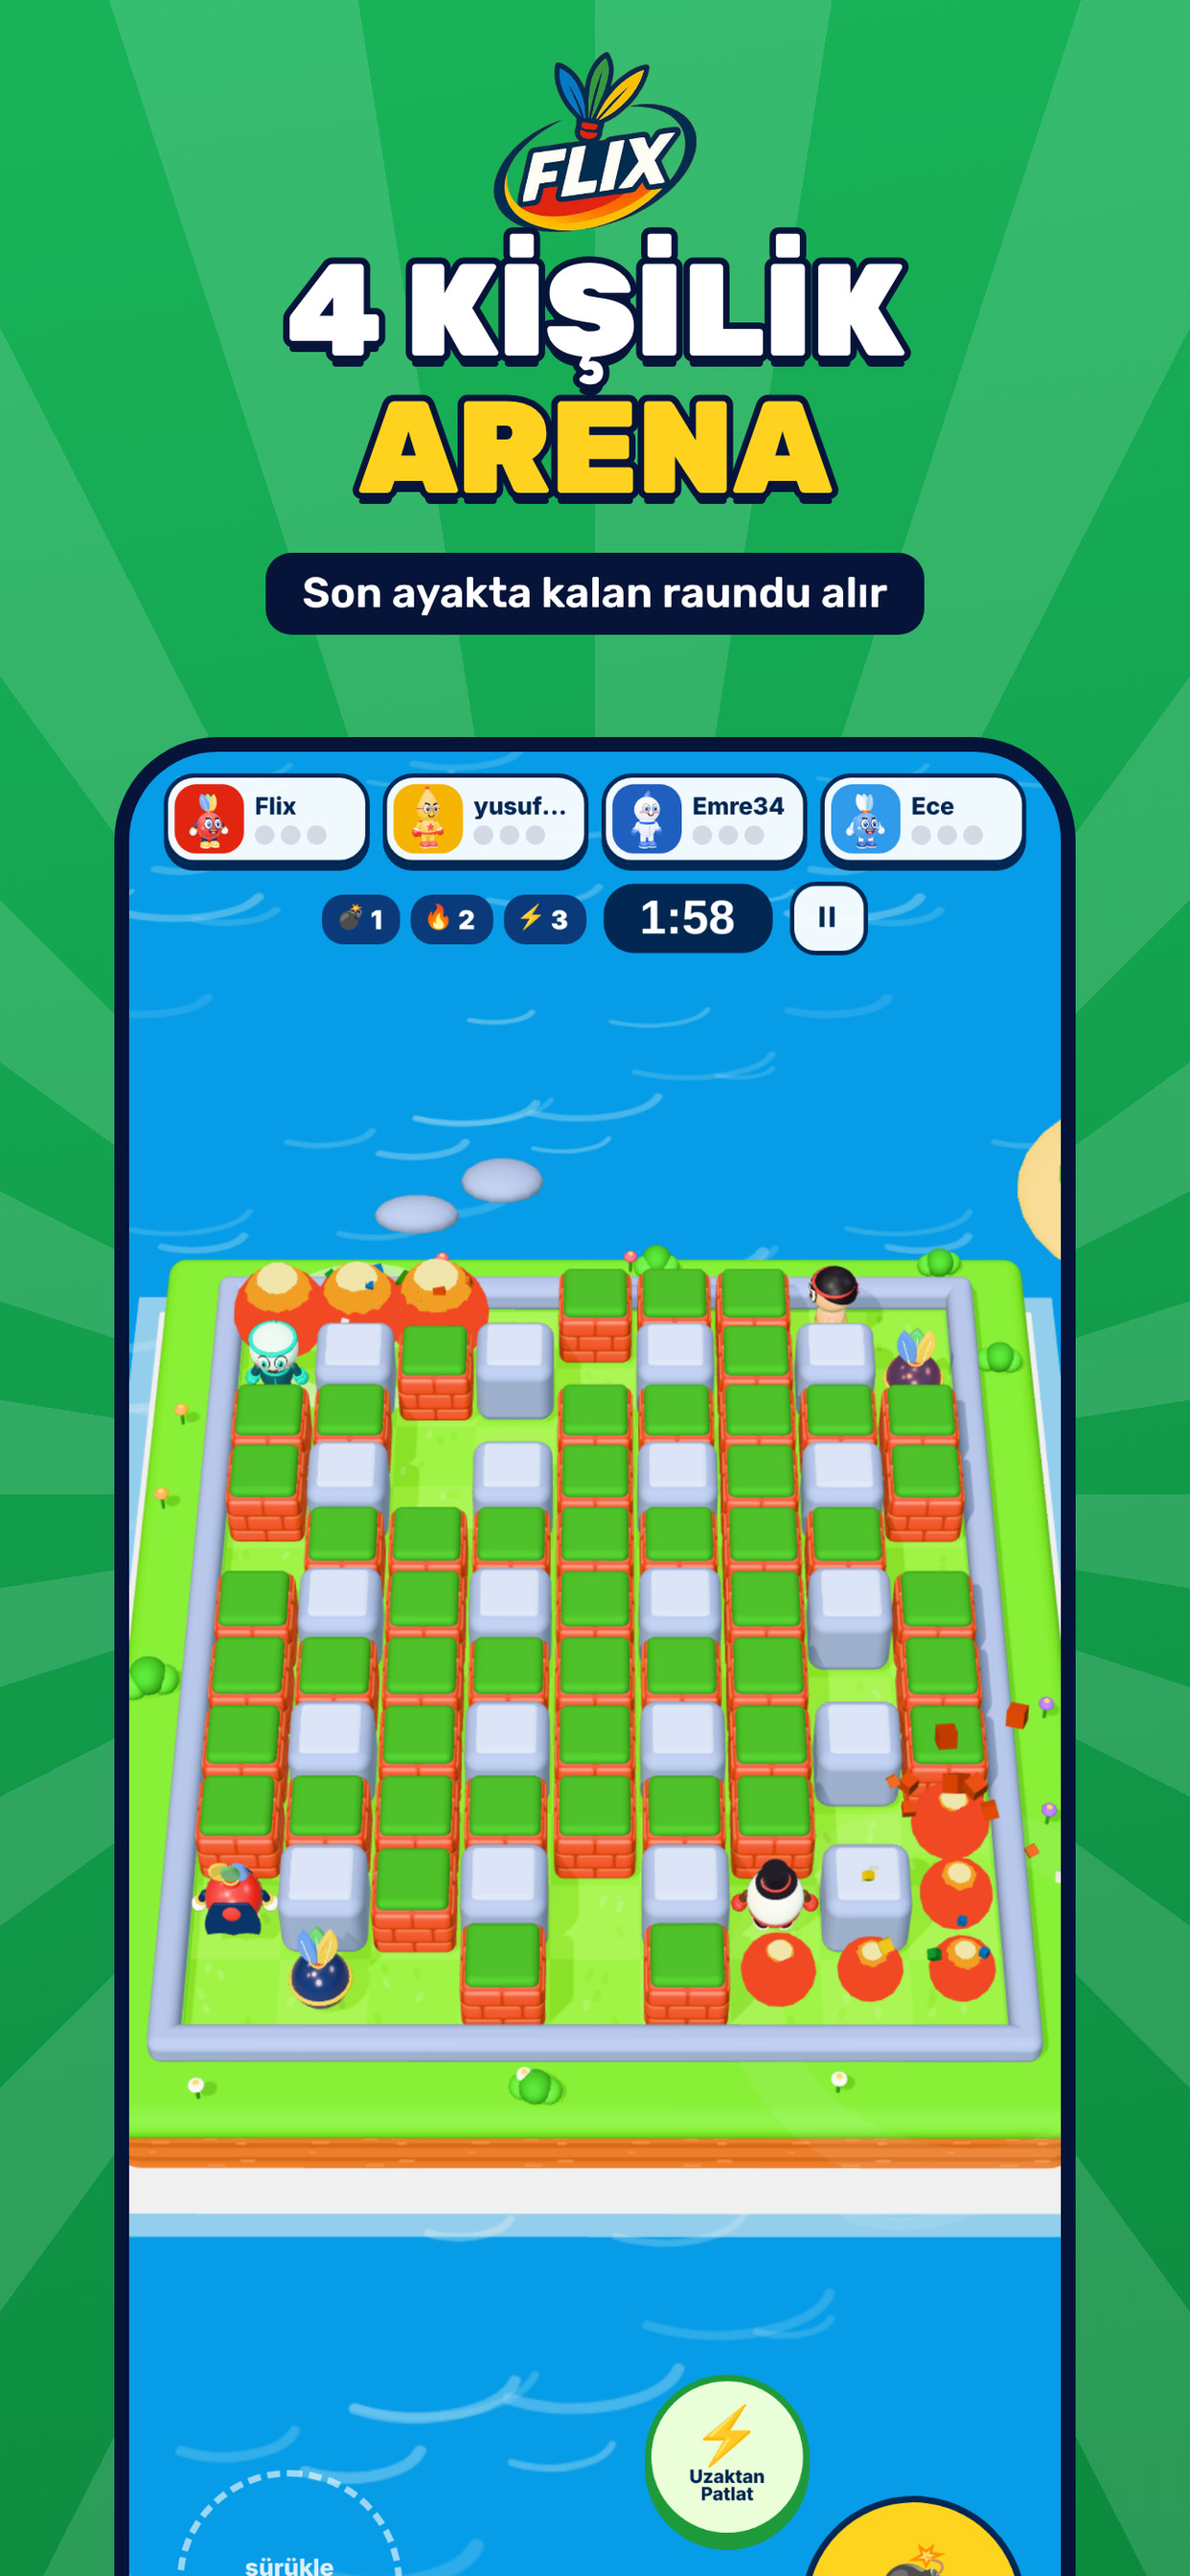 FLIX
4 KİŞİLİK
ARENA
Son ayakta kalan raundu alır
Flix
yusuf...
Emre34
Ece
1
2
3
1:58
Uzaktan
Patlat
sürükle